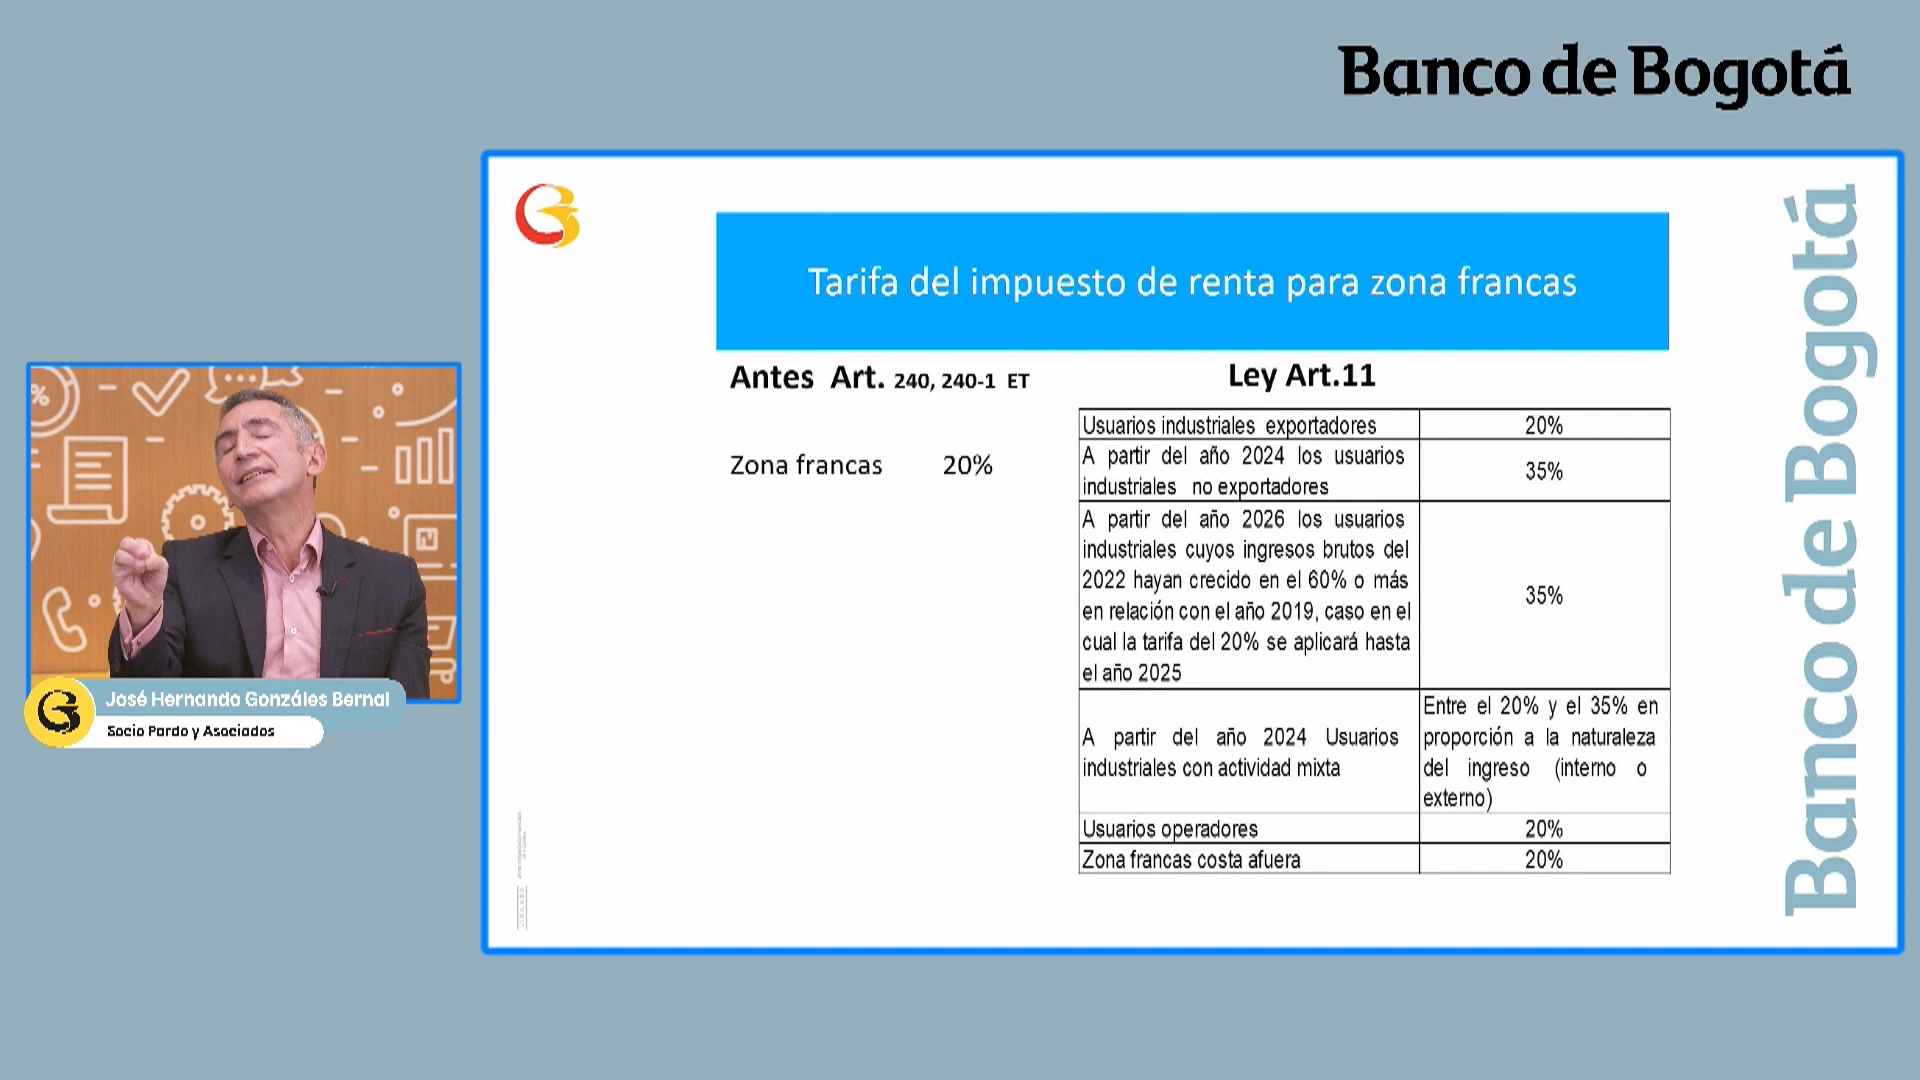 Banco de Bogotá
Tarifa del impuesto de renta para zona francas
Antes Art. 240, 240-1 ET
Zona francas 20%
Ley Art.11
Usuarios industriales exportadores 20%
A partir del año 2024 los usuarios
industriales no exportadores
35%
A partir del año 2026 los usuarios
industriales cuyos ingresos brutos del
2022 hayan crecido en el 60% o más
en relación con el año 2019, caso en el
cual la tarifa del 20% se aplicará hasta
el año 2025
35%
A partir del año 2024 Usuarios
industriales con actividad mixta
Entre el 20% y el 35% en
proporción a la naturaleza
del ingreso (interno o
externo)
Usuarios operadores 20%
Zona francas costa afuera 20%
Banco de Bogotá
José Hernando Gonzáles Bernal
Socio Pardo y Asociados